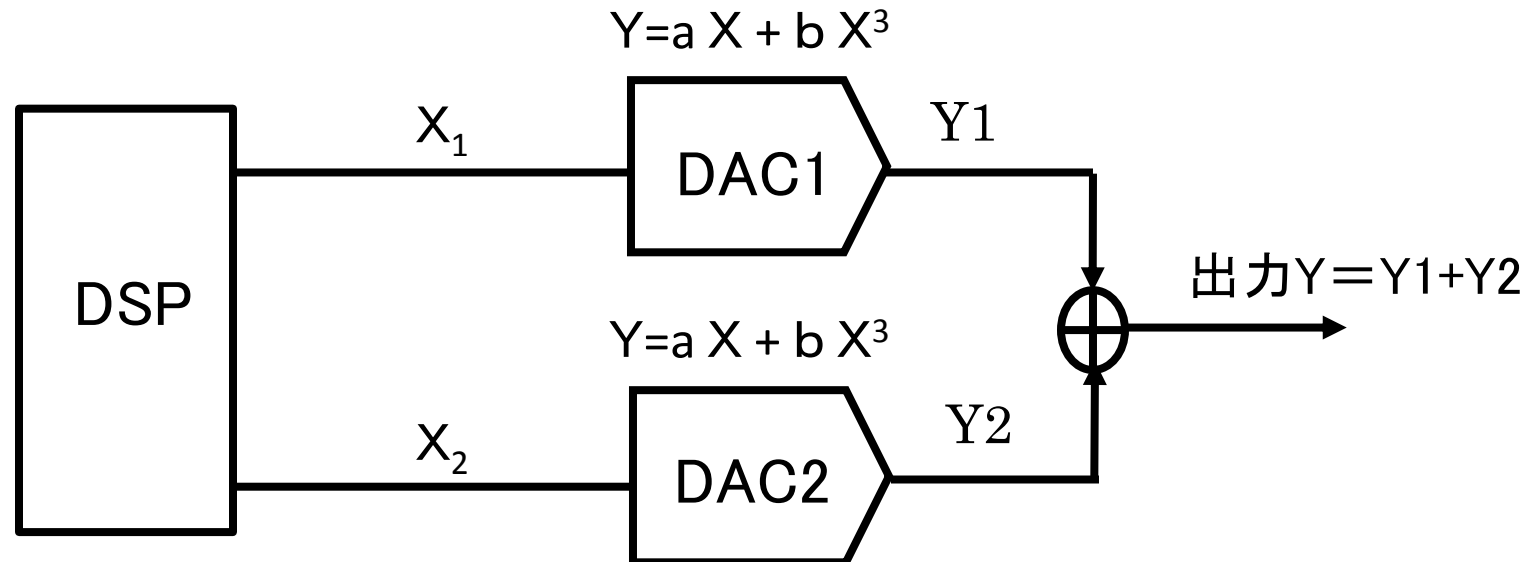 Y=a X + b X³
X₁
DAC1
Y1
DSP
出力Y＝Y1+Y2
Y=a X + b X³
X₂
DAC2
Y2